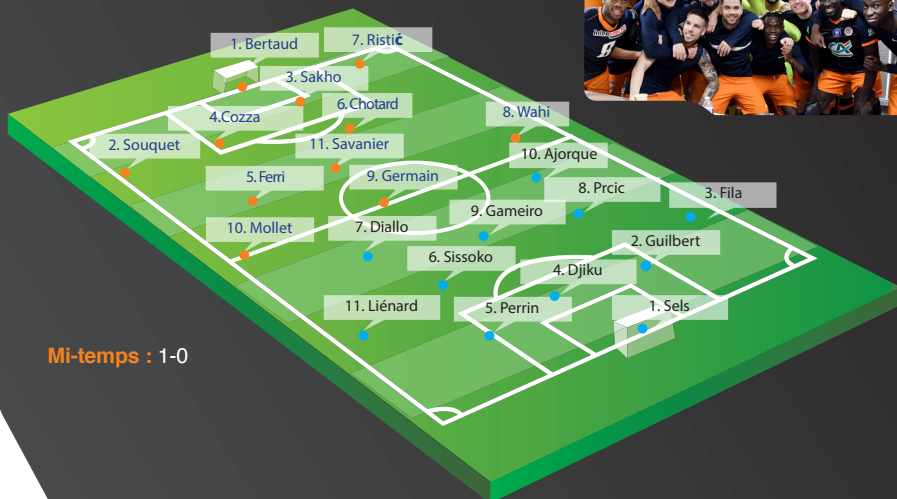 1. Bertaud
7. Ristić
3. Sakho
6. Chotard
4.Cozza
8. Wahi
2. Souquet
11. Savanier
10. Ajorque
5. Ferri
9. Germain
8. Prcic
3. Fila
9. Gameiro
10. Mollet
7. Diallo
2. Guilbert
6. Sissoko
4. Djiku
11. Liénard
5. Perrin
1. Sels
Mi-temps : 1-0